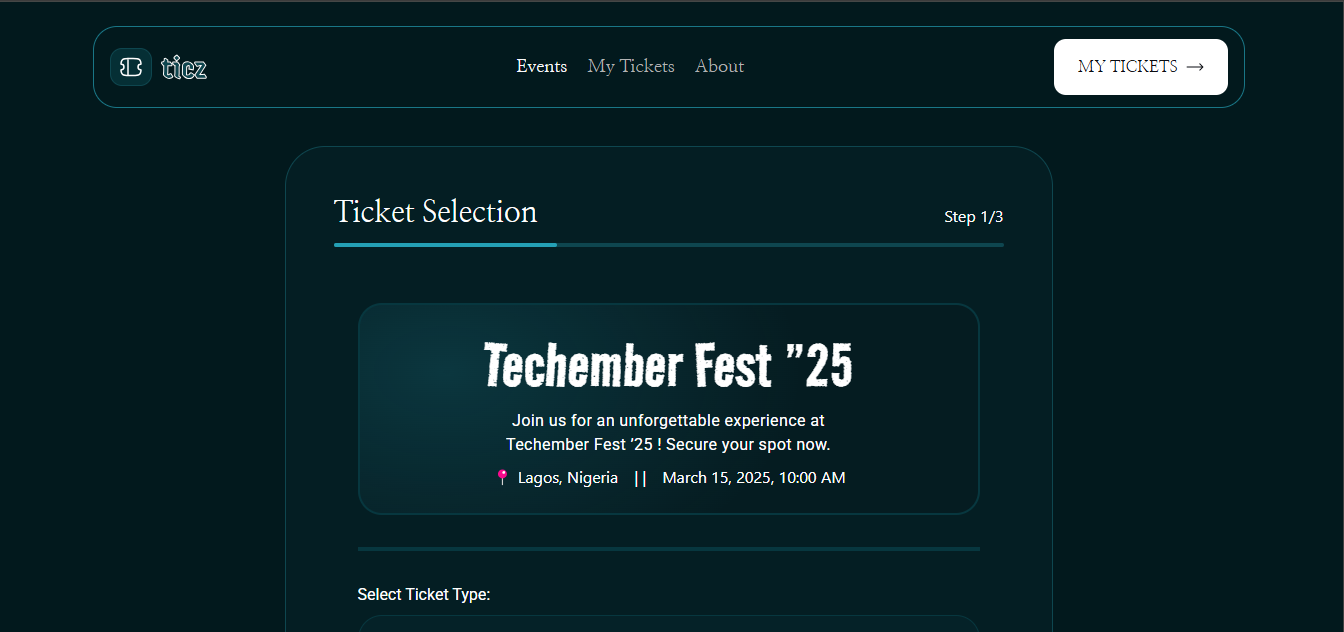 ticz
Events My Tickets About
MY TICKETS →
Ticket Selection
Step 1/3
Techember Fest ”25
Join us for an unforgettable experience at
Techember Fest ’25 ! Secure your spot now.
📍 Lagos, Nigeria || March 15, 2025, 10:00 AM
Select Ticket Type: